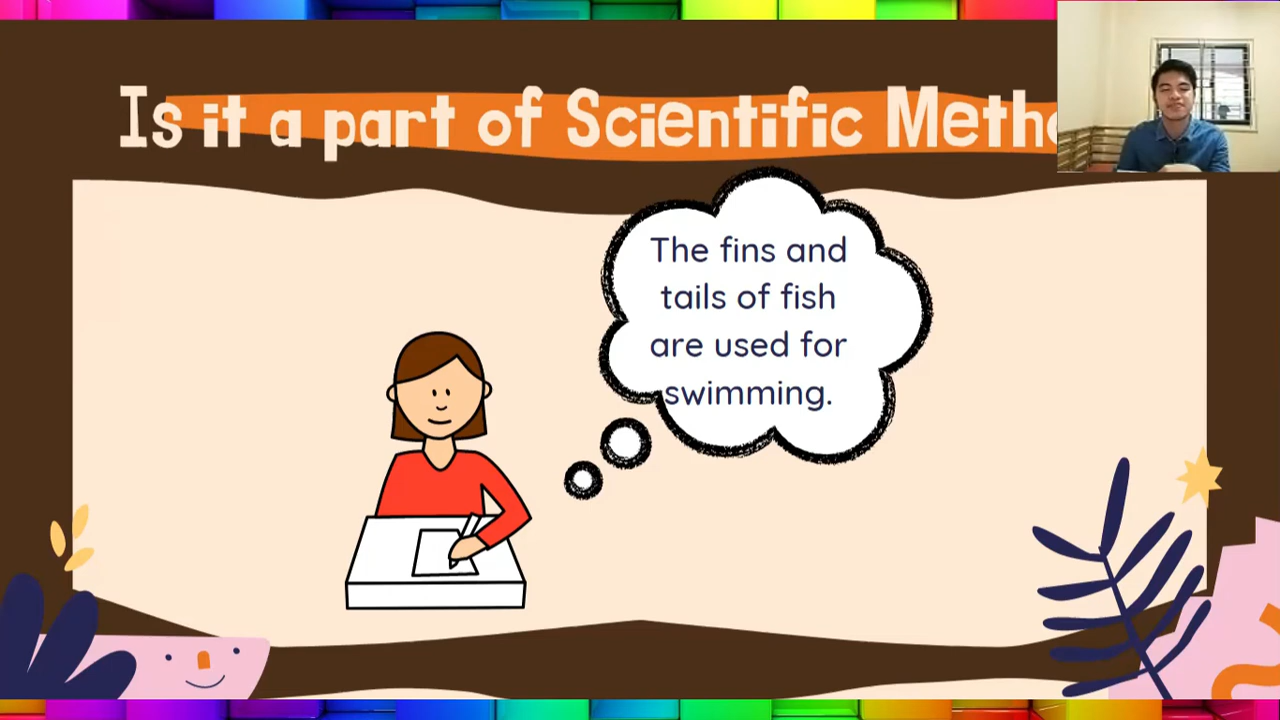 Is it a part of Scientific Meth
The fins and
tails of fish
are used for
swimming.